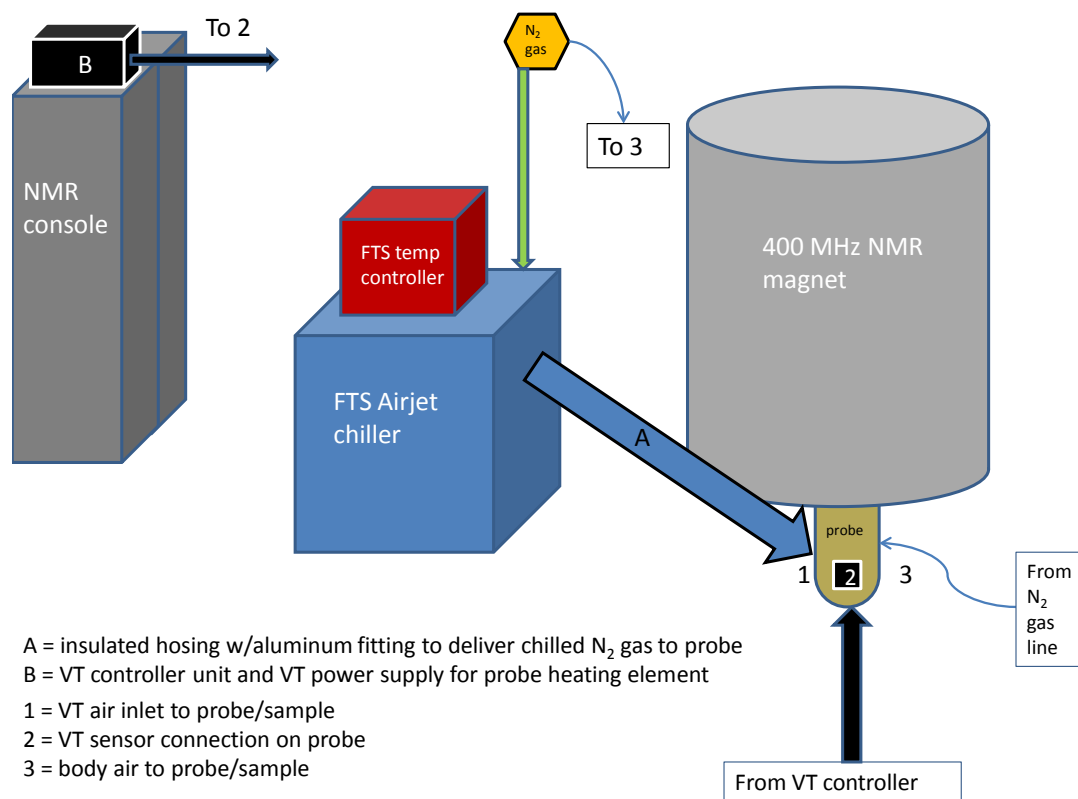 To 2
B
N₂
gas
To 3
NMR
console
FTS temp
controller
400 MHz NMR
magnet
FTS Airjet
chiller
A
probe
1
2
3
From
N₂
gas
line
A = insulated hosing w/aluminum fitting to deliver chilled N₂ gas to probe
B = VT controller unit and VT power supply for probe heating element
1 = VT air inlet to probe/sample
2 = VT sensor connection on probe
3 = body air to probe/sample
From VT controller